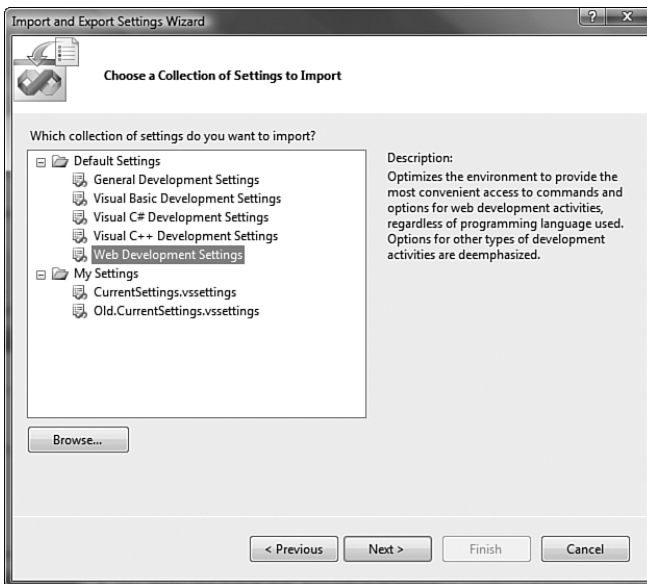 Import and Export Settings Wizard
? X
Choose a Collection of Settings to Import
Which collection of settings do you want to import?
Default Settings
General Development Settings
Visual Basic Development Settings
Visual C# Development Settings
Visual C++ Development Settings
Web Development Settings
My Settings
CurrentSettings.vssettings
Old.CurrentSettings.vssettings
Description:
Optimizes the environment to provide the
most convenient access to commands and
options for web development activities,
regardless of programming language used.
Options for other types of development
activities are deemphasized.
Browse...
< Previous
Next >
Finish
Cancel